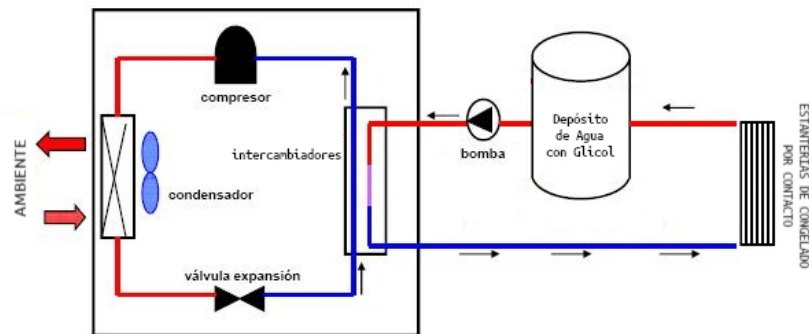 compresor
AMBIENTE
intercambiadores
condensador
válvula expansión
bomba
Depósito
de Agua
con Glicol
ESTANTERIAS DE CONGELADO
POR CONTACTO